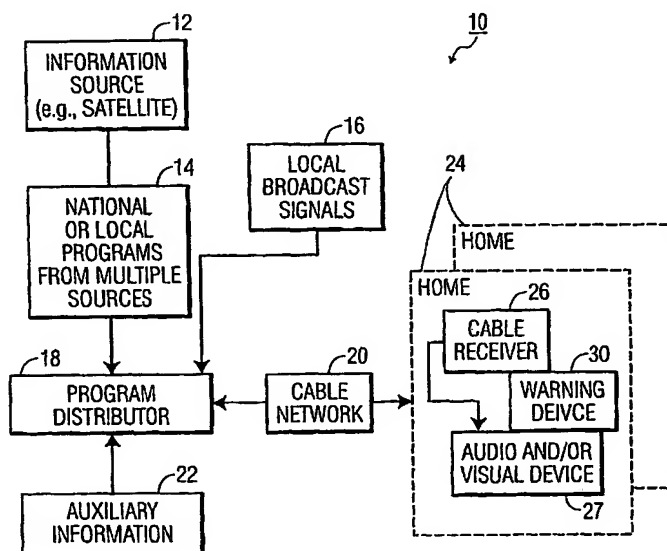 12
10
INFORMATION
SOURCE
(e.g., SATELLITE)
16
LOCAL
BROADCAST
SIGNALS
14
NATIONAL
OR LOCAL
PROGRAMS
FROM MULTIPLE
SOURCES
24
HOME
HOME
26
CABLE
RECEIVER
30
WARNING
DEIVCE
18
PROGRAM
DISTRIBUTOR
20
CABLE
NETWORK
AUDIO AND/OR
VISUAL DEVICE
27
22
AUXILIARY
INFORMATION